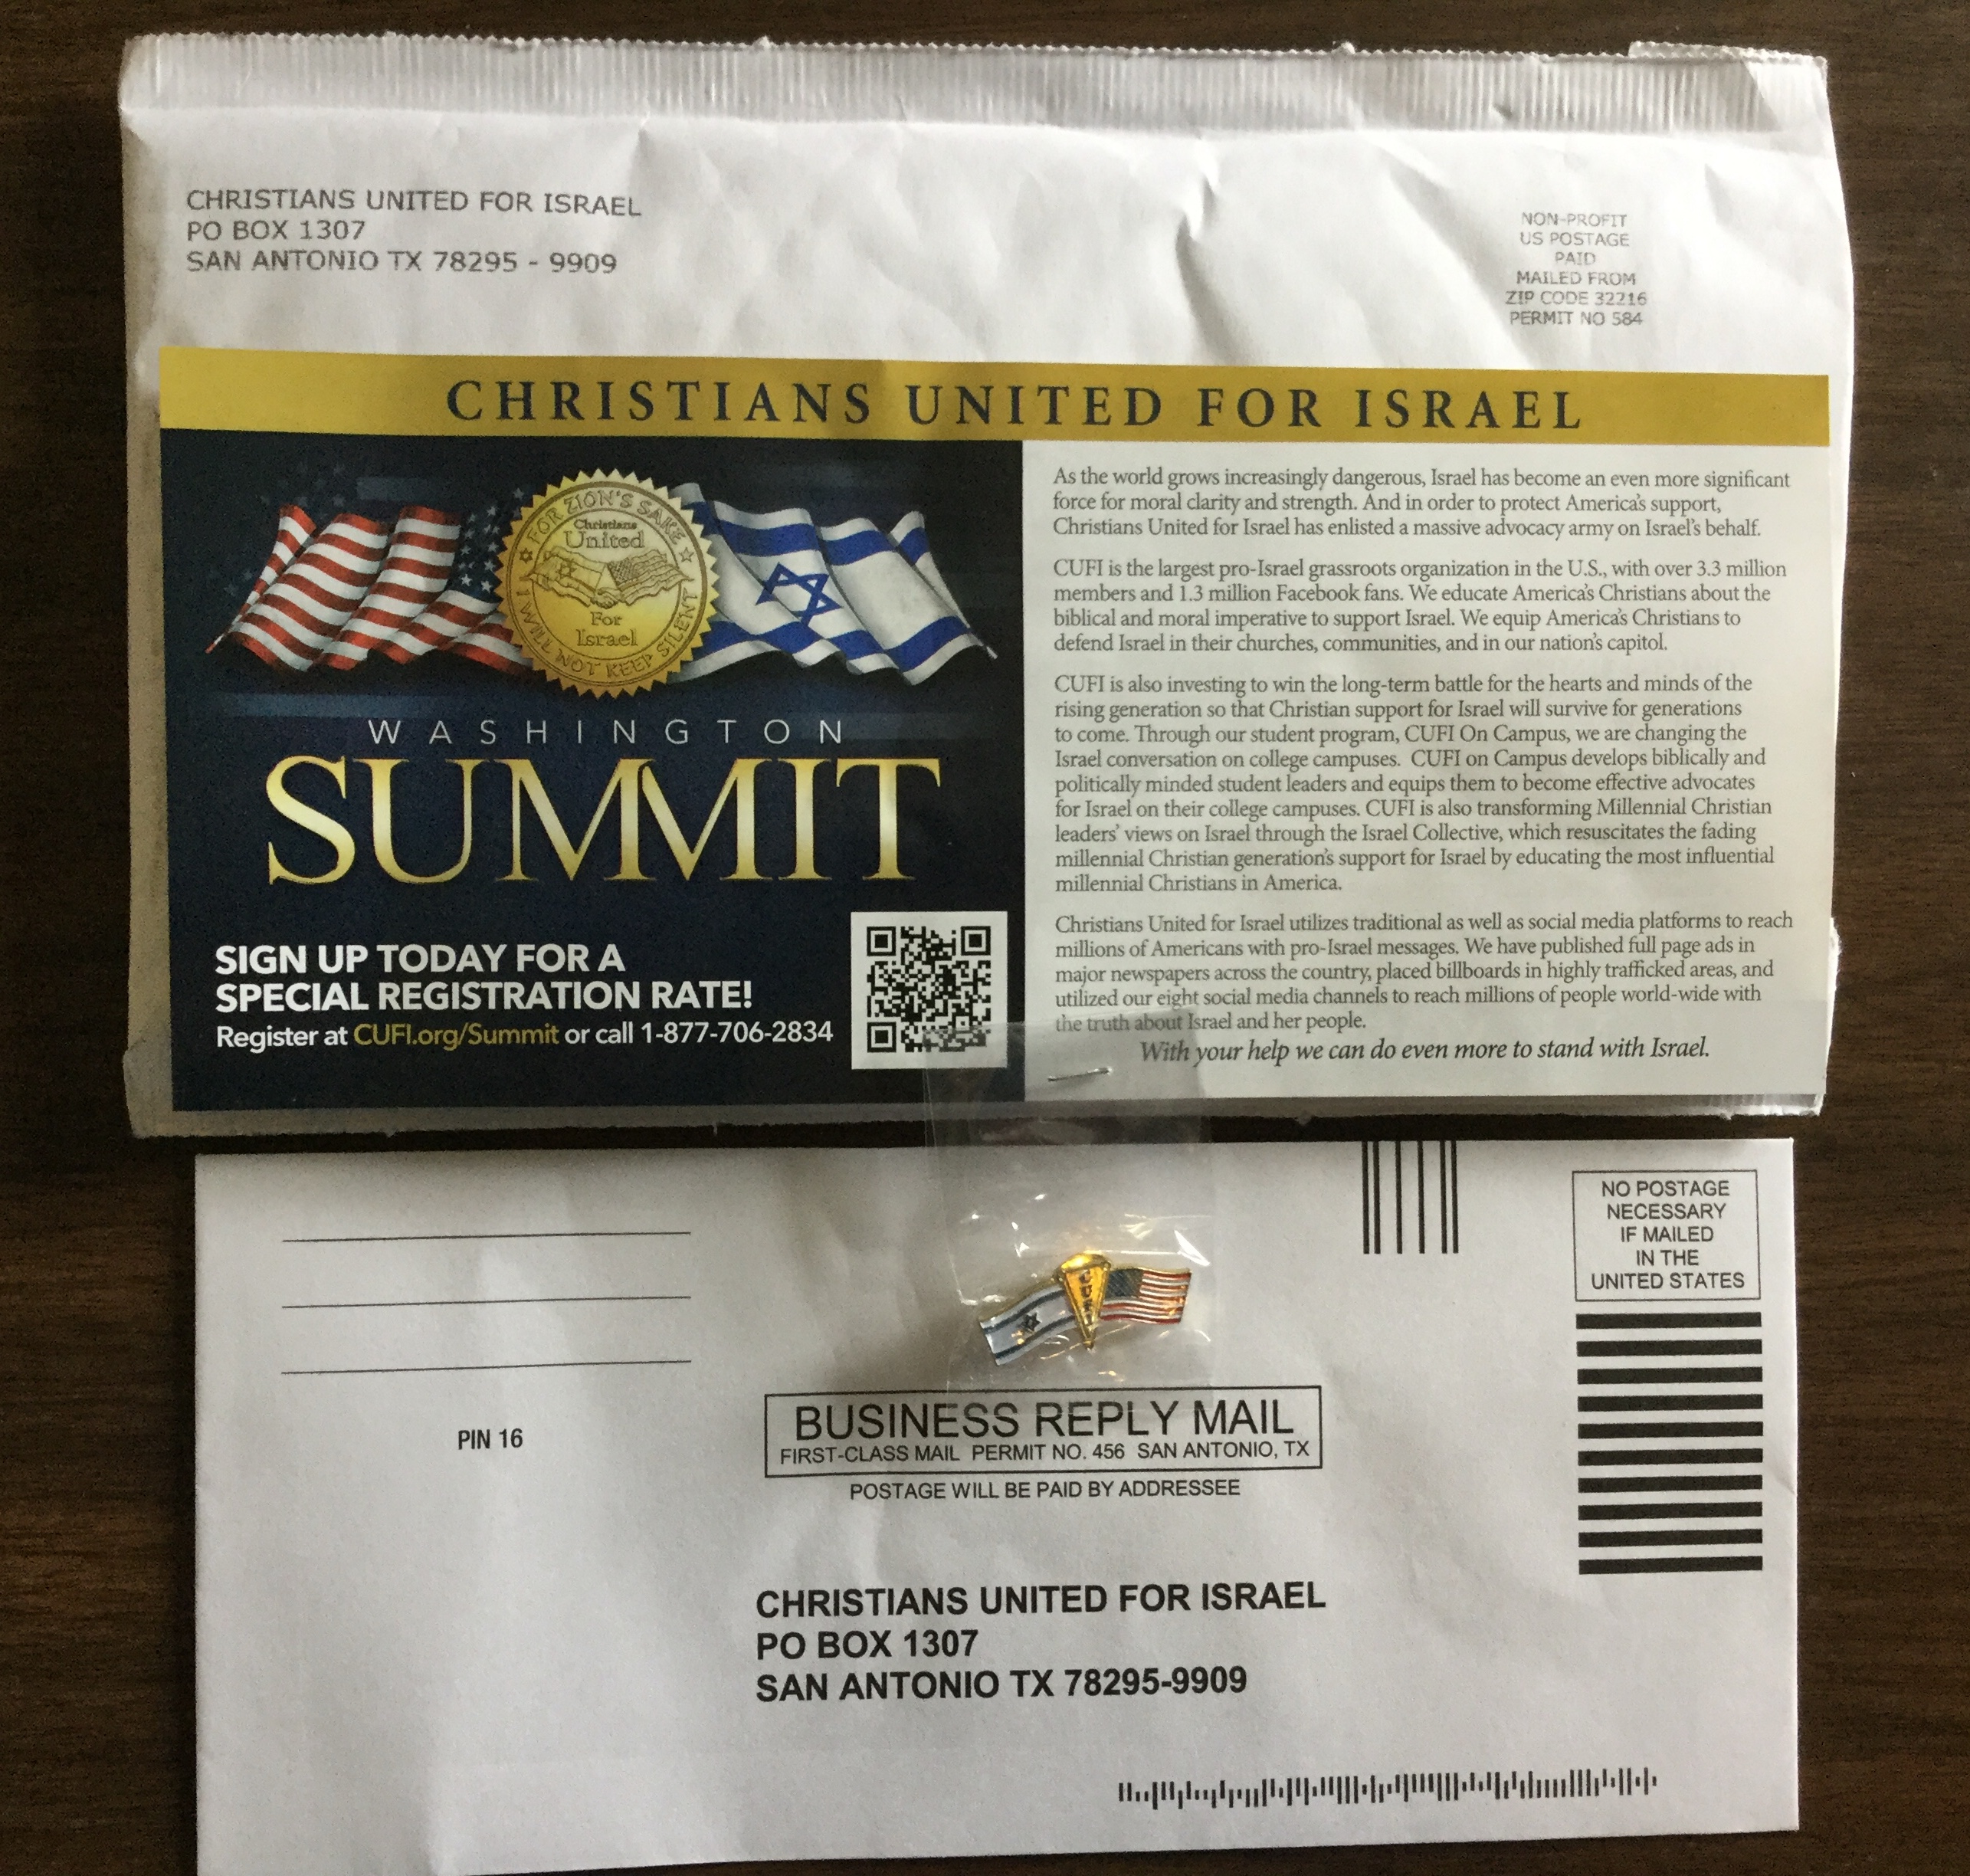 CHRISTIANS UNITED FOR ISRAEL
PO BOX 1307
SAN ANTONIO TX 78295 - 9909
NON-PROFIT
US POSTAGE
PAID
MAILED FROM
ZIP CODE 32216
PERMIT NO 584
CHRISTIANS UNITED FOR ISRAEL
FOR ZION'S SAKE
Christians
United
For
Israel
I WILL NOT KEEP SILENT
WASHINGTON
SUMMIT
SIGN UP TODAY FOR A
SPECIAL REGISTRATION RATE!
Register at CUFI.org/Summit or call 1-877-706-2834
As the world grows increasingly dangerous, Israel has become an even more significant
force for moral clarity and strength. And in order to protect America's support,
Christians United for Israel has enlisted a massive advocacy army on Israel's behalf.
CUFI is the largest pro-Israel grassroots organization in the U.S., with over 3.3 million
members and 1.3 million Facebook fans. We educate America's Christians about the
biblical and moral imperative to support Israel. We equip America's Christians to
defend Israel in their churches, communities, and in our nation's capitol.
CUFI is also investing to win the long-term battle for the hearts and minds of the
rising generation so that Christian support for Israel will survive for generations
to come. Through our student program, CUFI On Campus, we are changing the
Israel conversation on college campuses. CUFI on Campus develops biblically and
politically minded student leaders and equips them to become effective advocates
for Israel on their college campuses. CUFI is also transforming Millennial Christian
leaders' views on Israel through the Israel Collective, which resuscitates the fading
millennial Christian generation's support for Israel by educating the most influential
millennial Christians in America.
Christians United for Israel utilizes traditional as well as social media platforms to reach
millions of Americans with pro-Israel messages. We have published full page ads in
major newspapers across the country, placed billboards in highly trafficked areas, and
utilized our eight social media channels to reach millions of people world-wide with
the truth about Israel and her people.
With your help we can do even more to stand with Israel.
NO POSTAGE
NECESSARY
IF MAILED
IN THE
UNITED STATES
CUFI
PIN 16
BUSINESS REPLY MAIL
FIRST-CLASS MAIL PERMIT NO. 456 SAN ANTONIO, TX
POSTAGE WILL BE PAID BY ADDRESSEE
CHRISTIANS UNITED FOR ISRAEL
PO BOX 1307
SAN ANTONIO TX 78295-9909